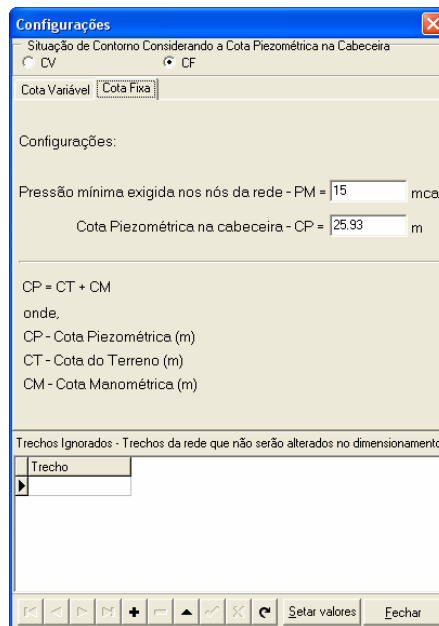 Configurações
Situação de Contorno Considerando a Cota Piezométrica na Cabeceira
CV CF
Cota Variável Cota Fixa
Configurações:
Pressão mínima exigida nos nós da rede - PM = 15 mca
Cota Piezométrica na cabeceira - CP = 25.93 m
CP = CT + CM
onde,
CP - Cota Piezométrica (m)
CT - Cota do Terreno (m)
CM - Cota Manométrica (m)
Trechos Ignorados - Trechos da rede que não serão alterados no dimensionamento
Trecho
Setar valores Fechar